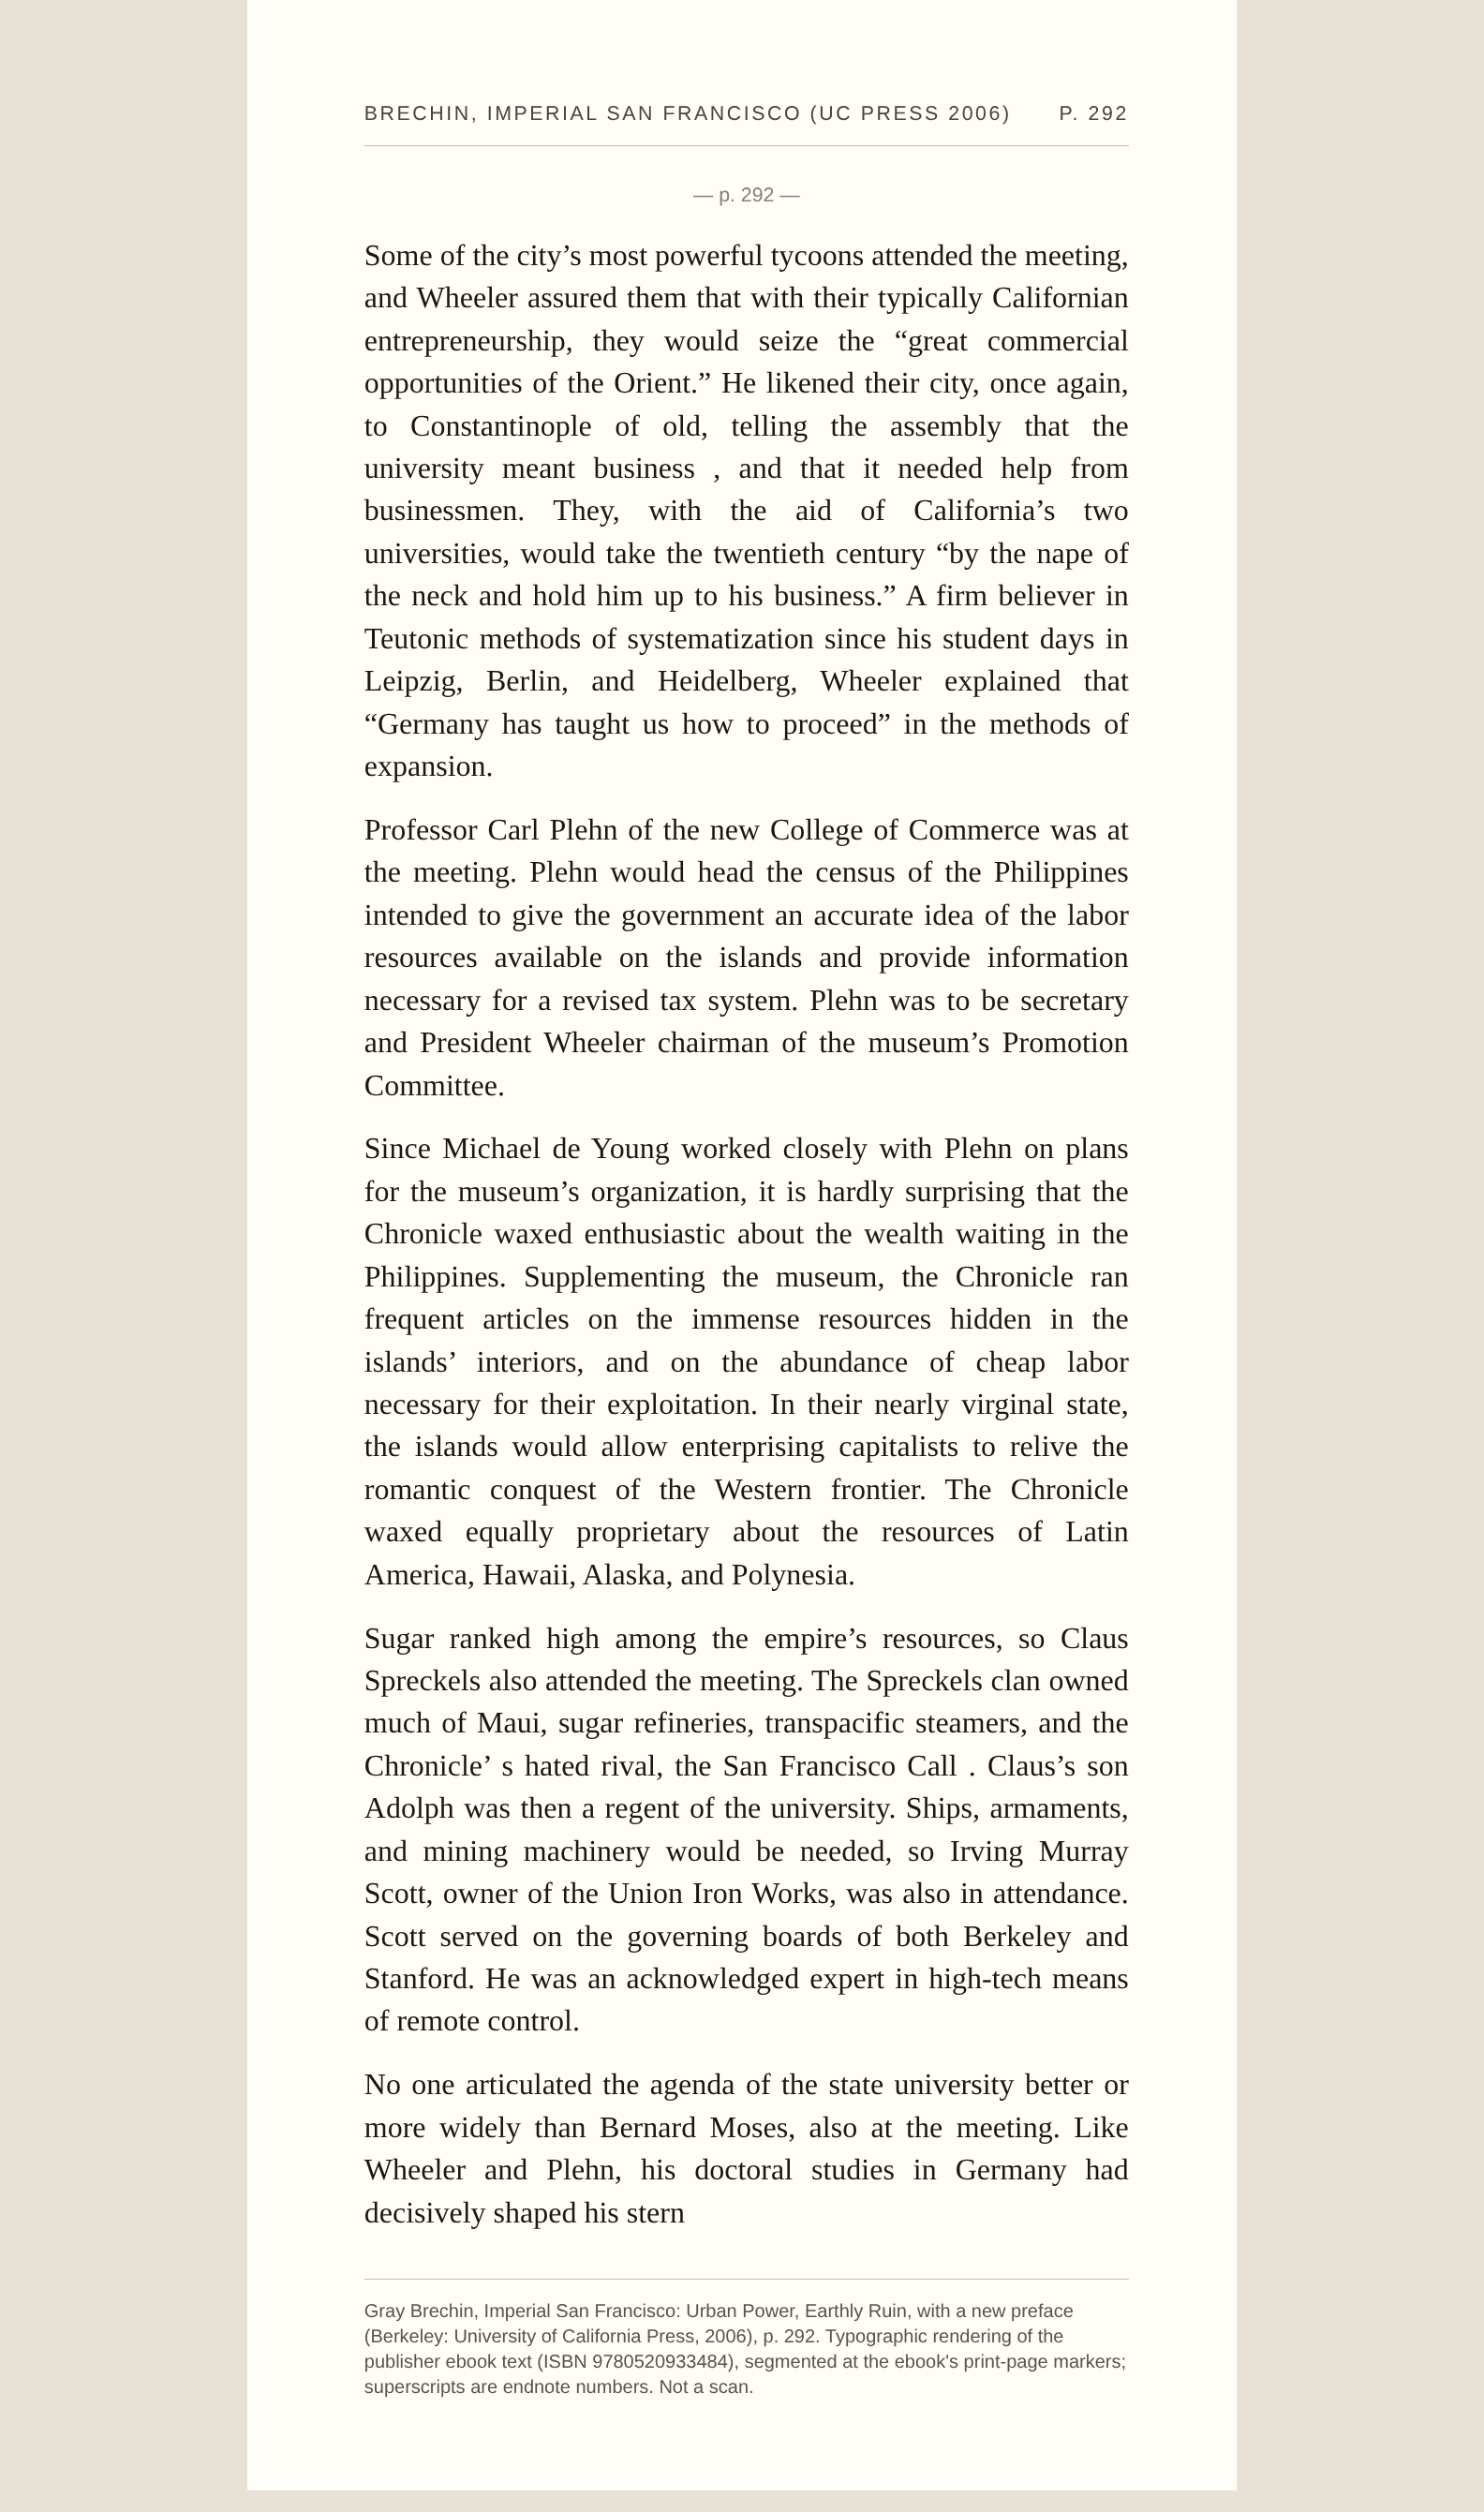 BRECHIN, IMPERIAL SAN FRANCISCO (UC PRESS 2006) P. 292
— p. 292 —
Some of the city’s most powerful tycoons attended the meeting,
and Wheeler assured them that with their typically Californian
entrepreneurship, they would seize the “great commercial
opportunities of the Orient.” He likened their city, once again,
to Constantinople of old, telling the assembly that the
university meant business , and that it needed help from
businessmen. They, with the aid of California’s two
universities, would take the twentieth century “by the nape of
the neck and hold him up to his business.” A firm believer in
Teutonic methods of systematization since his student days in
Leipzig, Berlin, and Heidelberg, Wheeler explained that
“Germany has taught us how to proceed” in the methods of
expansion.
Professor Carl Plehn of the new College of Commerce was at
the meeting. Plehn would head the census of the Philippines
intended to give the government an accurate idea of the labor
resources available on the islands and provide information
necessary for a revised tax system. Plehn was to be secretary
and President Wheeler chairman of the museum’s Promotion
Committee.
Since Michael de Young worked closely with Plehn on plans
for the museum’s organization, it is hardly surprising that the
Chronicle waxed enthusiastic about the wealth waiting in the
Philippines. Supplementing the museum, the Chronicle ran
frequent articles on the immense resources hidden in the
islands’ interiors, and on the abundance of cheap labor
necessary for their exploitation. In their nearly virginal state,
the islands would allow enterprising capitalists to relive the
romantic conquest of the Western frontier. The Chronicle
waxed equally proprietary about the resources of Latin
America, Hawaii, Alaska, and Polynesia.
Sugar ranked high among the empire’s resources, so Claus
Spreckels also attended the meeting. The Spreckels clan owned
much of Maui, sugar refineries, transpacific steamers, and the
Chronicle’ s hated rival, the San Francisco Call . Claus’s son
Adolph was then a regent of the university. Ships, armaments,
and mining machinery would be needed, so Irving Murray
Scott, owner of the Union Iron Works, was also in attendance.
Scott served on the governing boards of both Berkeley and
Stanford. He was an acknowledged expert in high-tech means
of remote control.
No one articulated the agenda of the state university better or
more widely than Bernard Moses, also at the meeting. Like
Wheeler and Plehn, his doctoral studies in Germany had
decisively shaped his stern
Gray Brechin, Imperial San Francisco: Urban Power, Earthly Ruin, with a new preface
(Berkeley: University of California Press, 2006), p. 292. Typographic rendering of the
publisher ebook text (ISBN 9780520933484), segmented at the ebook's print-page markers;
superscripts are endnote numbers. Not a scan.